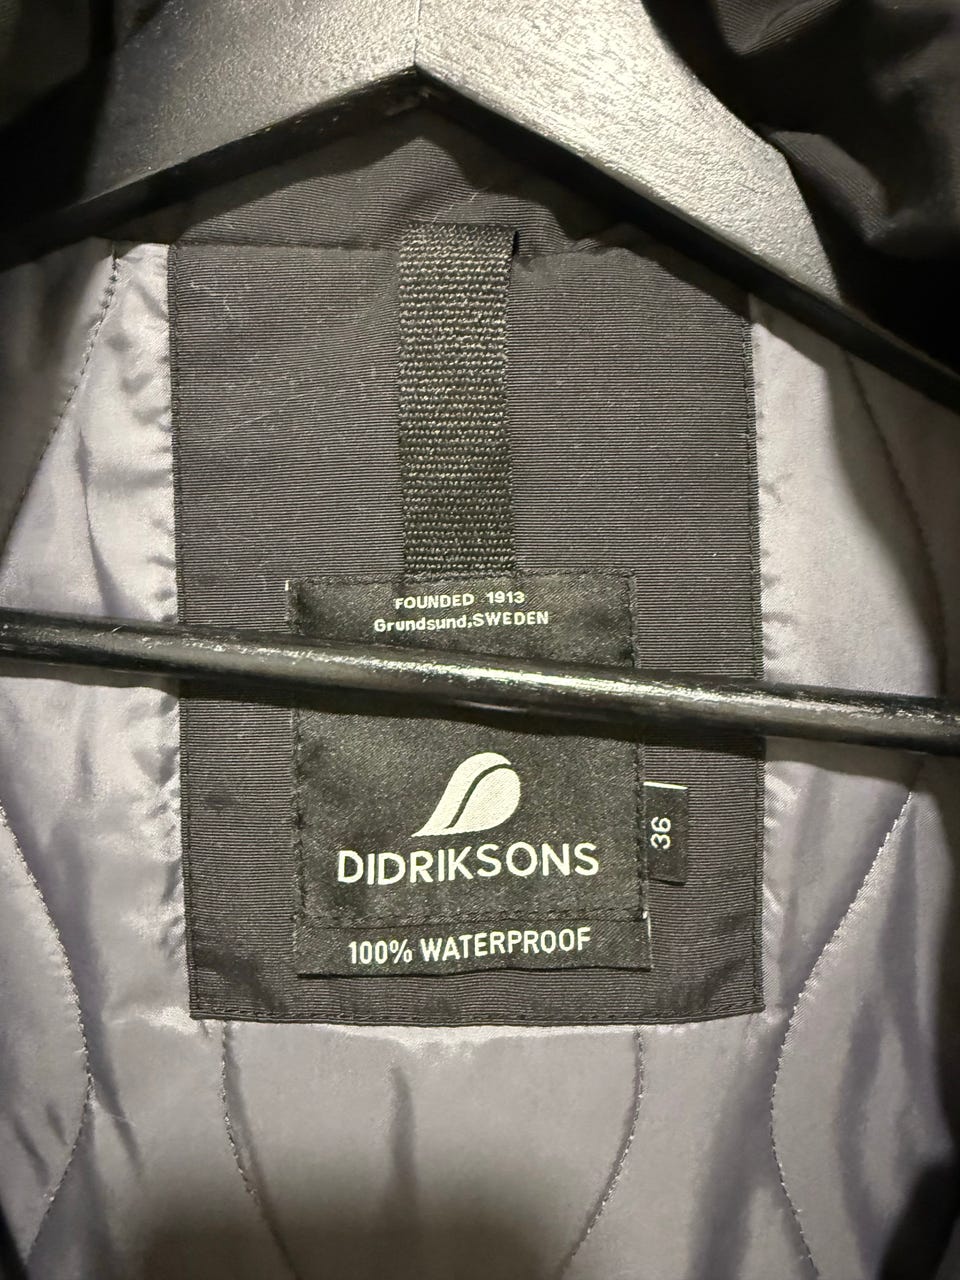 FOUNDED 1913
Grundsund,SWEDEN
DIDRIKSONS
36
100% WATERPROOF